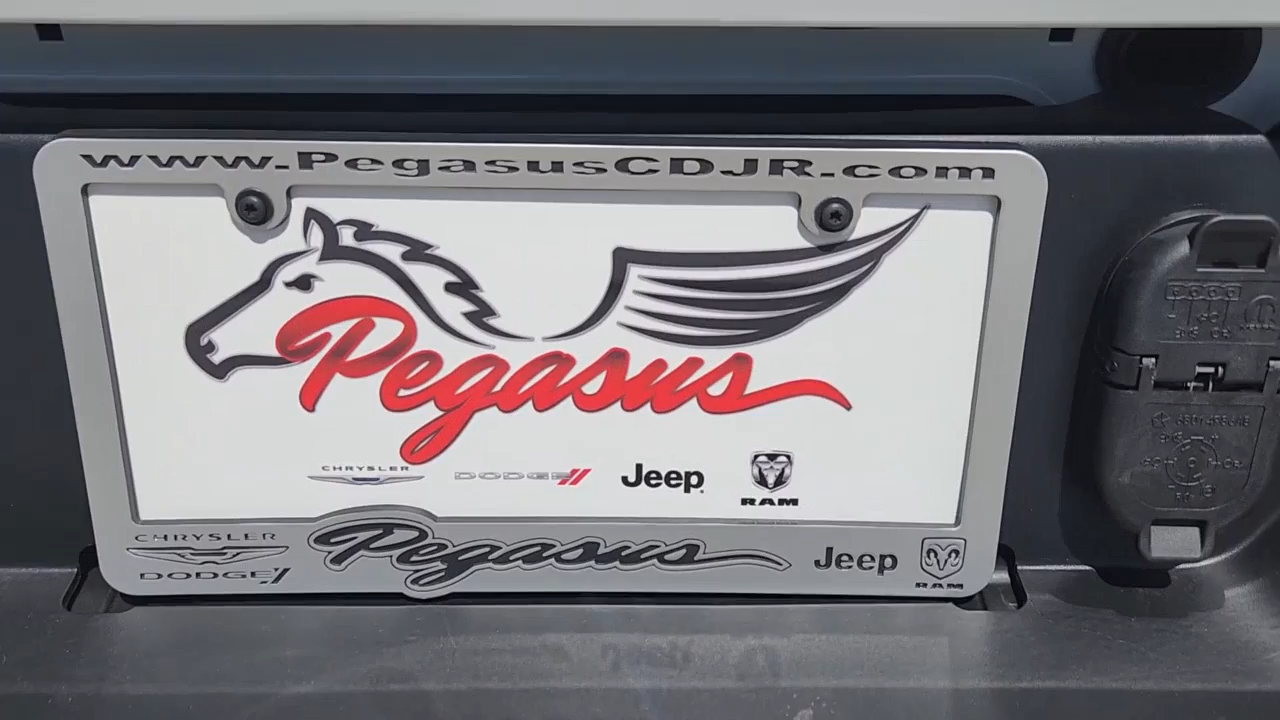 www.PegasusCDJR.com
Pegasus
CHRYSLER DODGE Jeep RAM
CHRYSLER
DODGE
Pegasus
Jeep
RAM